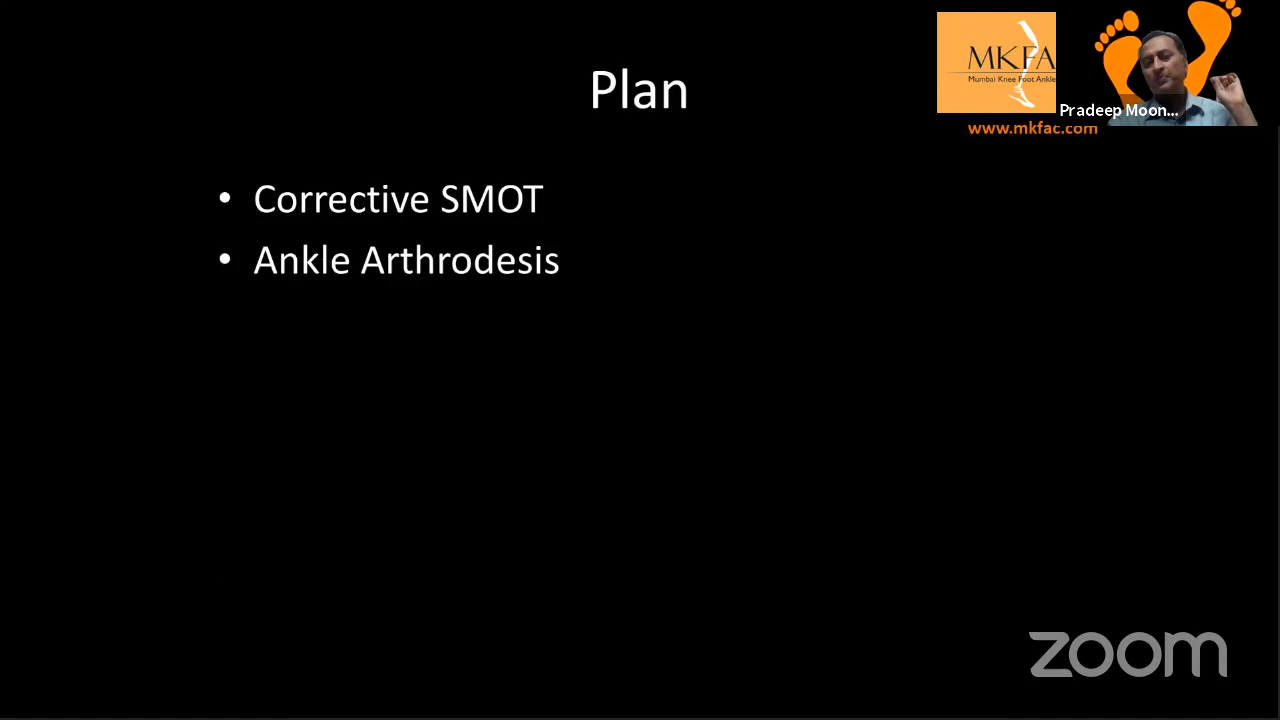 Plan
MKFA
Mumbai Knee Foot Ankle
Pradeep Moon...
www.mkfac.com
• Corrective SMOT
• Ankle Arthrodesis
zoom